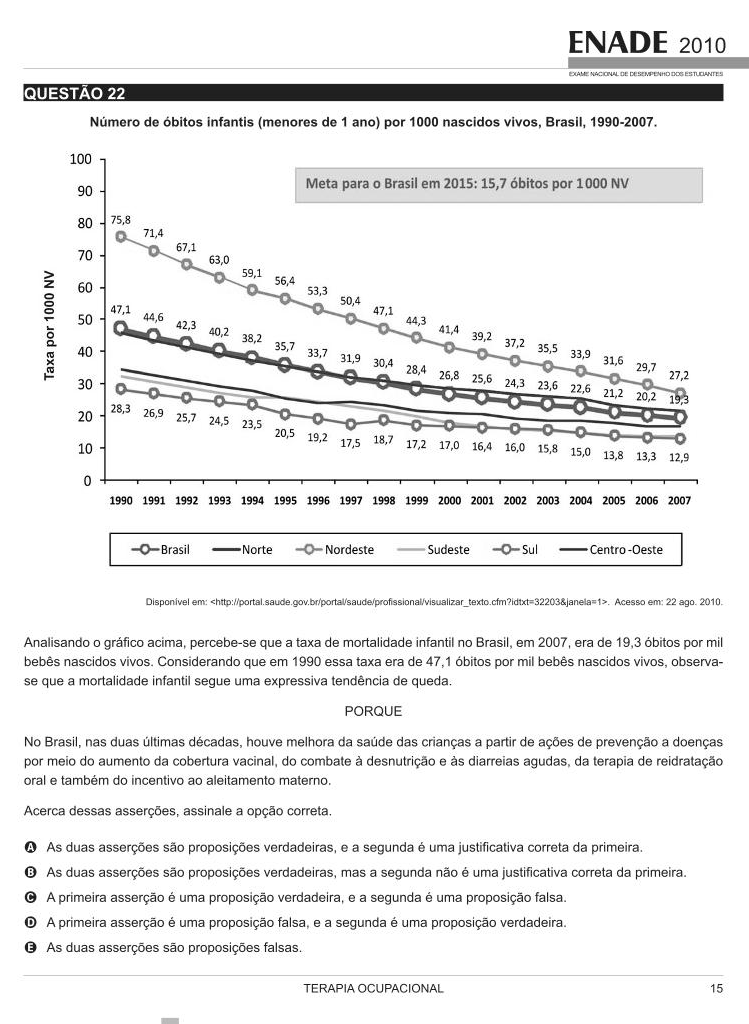 ENADE 2010
EXAME NACIONAL DE DESEMPENHO DOS ESTUDANTES
QUESTÃO 22
Número de óbitos infantis (menores de 1 ano) por 1000 nascidos vivos, Brasil, 1990-2007.
Meta para o Brasil em 2015: 15,7 óbitos por 1000 NV
Taxa por 1000 NV
100
90
80
70
60
50
40
30
20
10
0
75,8 71,4 67,1 63,0 59,1 56,4 53,3 50,4 47,1 44,3 41,4 39,2 37,2 35,5 33,9 31,6 29,7 27,2
47,1 44,6 42,3 40,2 38,2 35,7 33,7 31,9 30,4 28,4 26,8 25,6 24,3 23,6 22,6 21,2 20,2 19,3
28,3 26,9 25,7 24,5 23,5 20,5 19,2 17,5 18,7 17,2 17,0 16,4 16,0 15,8 15,0 13,8 13,3 12,9
1990 1991 1992 1993 1994 1995 1996 1997 1998 1999 2000 2001 2002 2003 2004 2005 2006 2007
Brasil Norte Nordeste Sudeste Sul Centro-Oeste
Disponível em: <http://portal.saude.gov.br/portal/saude/profissional/visualizar_texto.cfm?idtxt=32203&janela=1>. Acesso em: 22 ago. 2010.
Analisando o gráfico acima, percebe-se que a taxa de mortalidade infantil no Brasil, em 2007, era de 19,3 óbitos por mil
bebês nascidos vivos. Considerando que em 1990 essa taxa era de 47,1 óbitos por mil bebês nascidos vivos, observa-
se que a mortalidade infantil segue uma expressiva tendência de queda.
PORQUE
No Brasil, nas duas últimas décadas, houve melhora da saúde das crianças a partir de ações de prevenção a doenças
por meio do aumento da cobertura vacinal, do combate à desnutrição e às diarreias agudas, da terapia de reidratação
oral e também do incentivo ao aleitamento materno.
Acerca dessas asserções, assinale a opção correta.
A As duas asserções são proposições verdadeiras, e a segunda é uma justificativa correta da primeira.
B As duas asserções são proposições verdadeiras, mas a segunda não é uma justificativa correta da primeira.
C A primeira asserção é uma proposição verdadeira, e a segunda é uma proposição falsa.
D A primeira asserção é uma proposição falsa, e a segunda é uma proposição verdadeira.
E As duas asserções são proposições falsas.
TERAPIA OCUPACIONAL
15